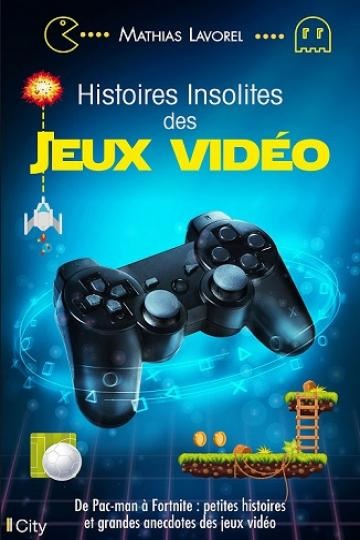 MATHIAS LAVOREL
Histoires Insolites
des
JEUX VIDÉO
De Pac-man à Fortnite : petites histoires
et grandes anecdotes des jeux vidéo
City